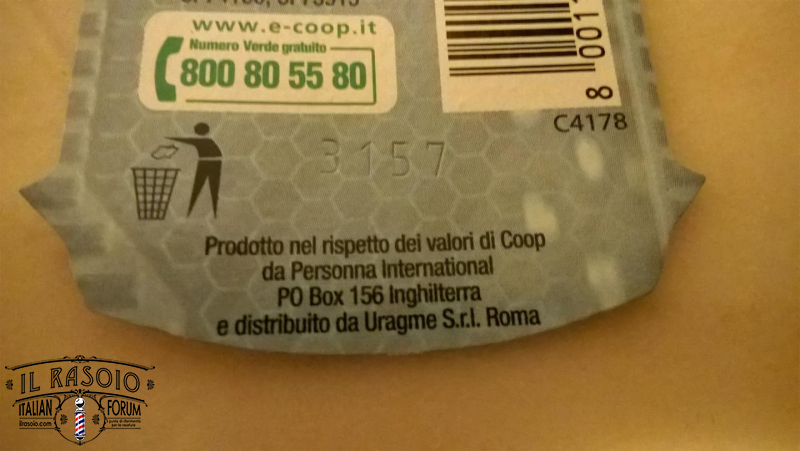 www.e-coop.it
Numero Verde gratuito
800 80 55 80
8 001
C4178
3157
Prodotto nel rispetto dei valori di Coop
da Personna International
PO Box 156 Inghilterra
e distribuito da Uragme S.r.l. Roma
IL RASOIO
ITALIAN FORUM
ilrasoio.com